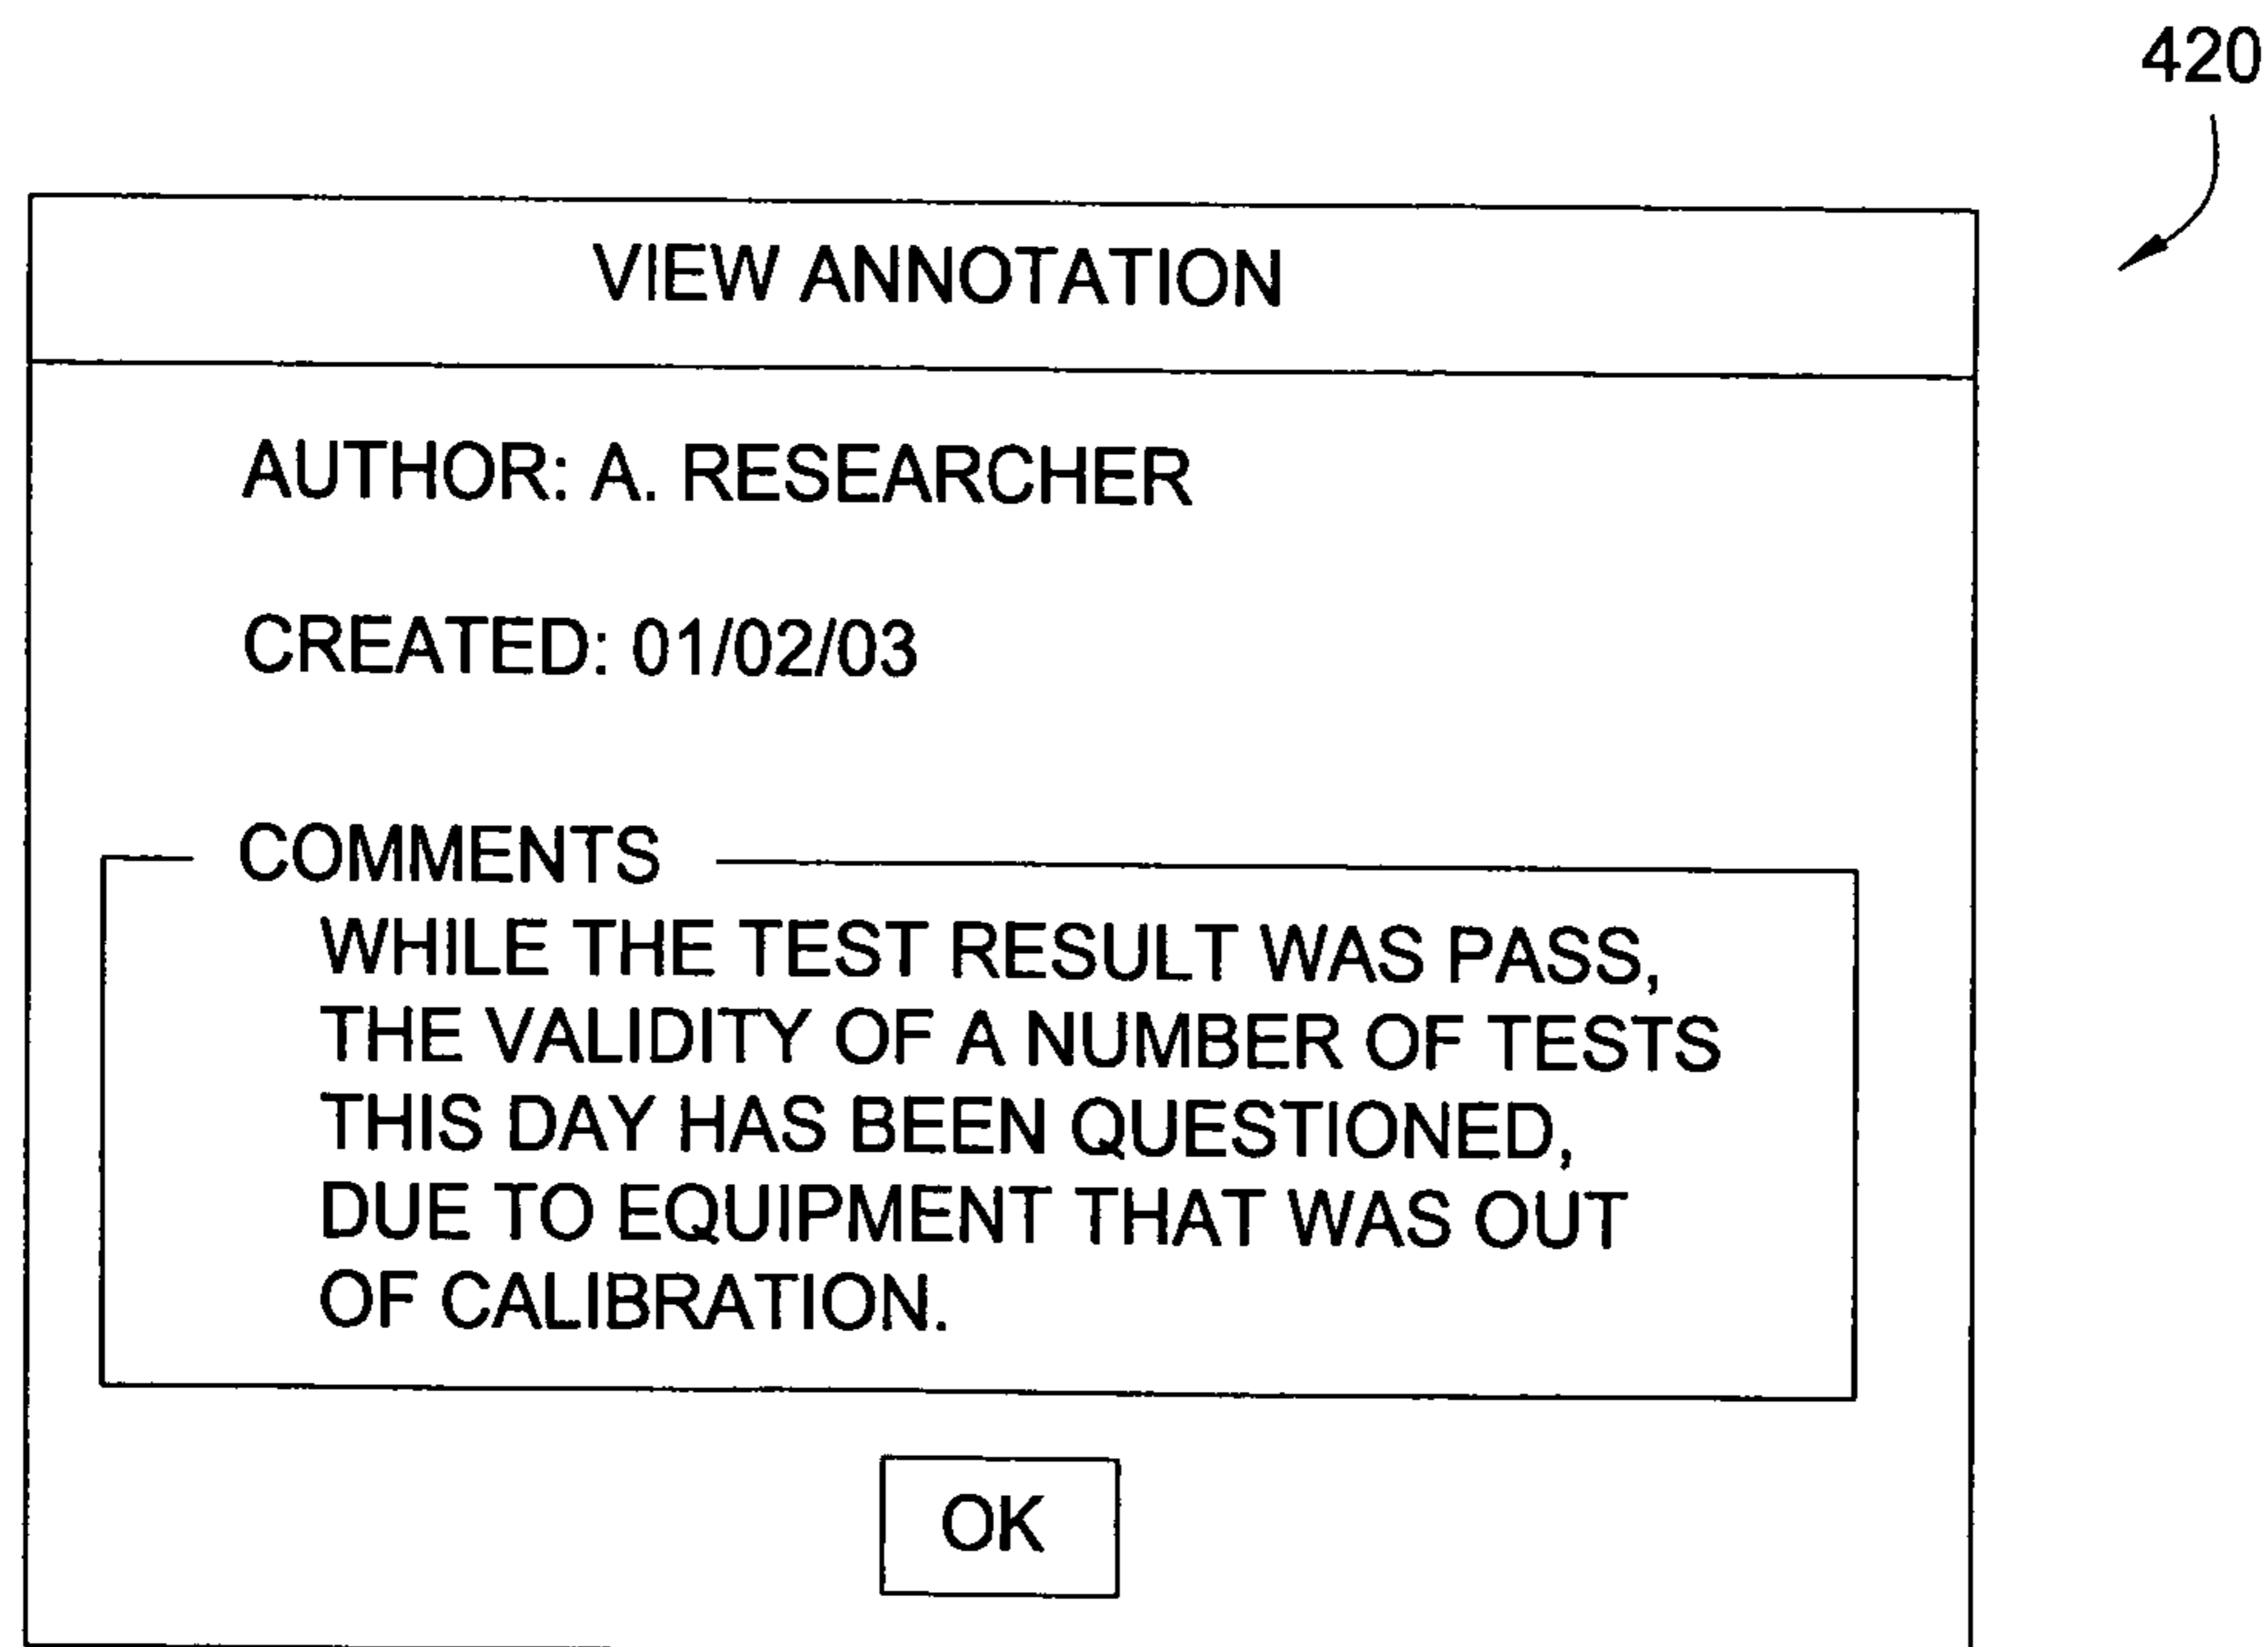 420
VIEW ANNOTATION
AUTHOR: A. RESEARCHER
CREATED: 01/02/03
COMMENTS
WHILE THE TEST RESULT WAS PASS,
THE VALIDITY OF A NUMBER OF TESTS
THIS DAY HAS BEEN QUESTIONED,
DUE TO EQUIPMENT THAT WAS OUT
OF CALIBRATION.
OK